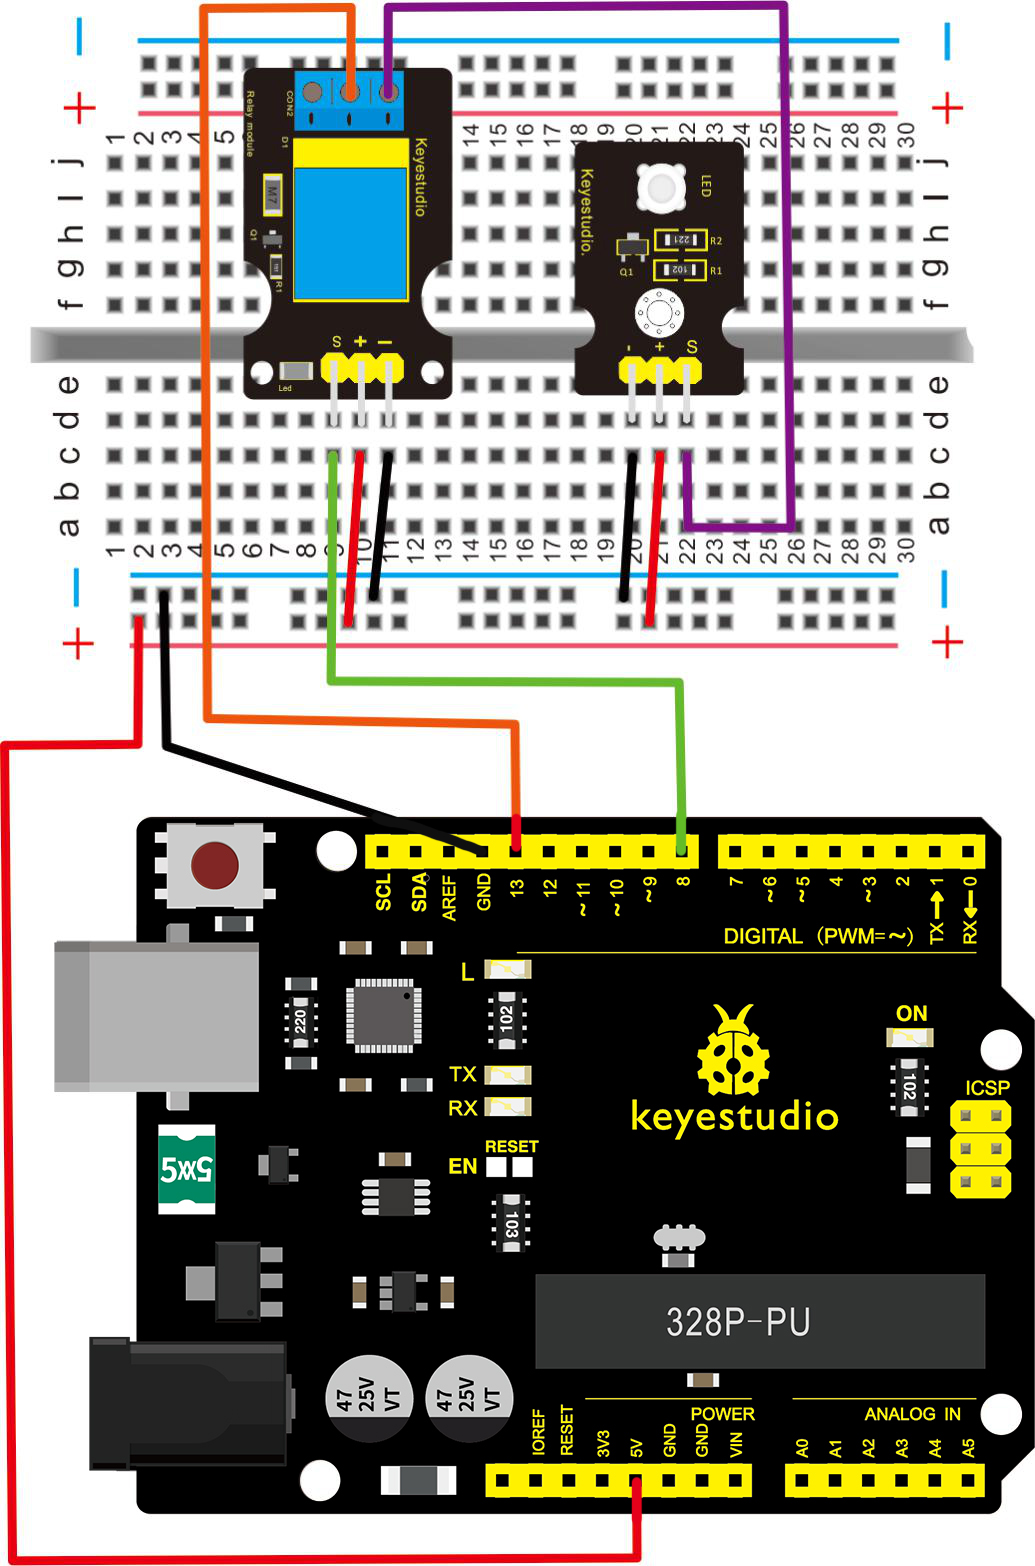 − −
+ +
1 2 3 4 5 14 15 16 17 18 19 20 21 22 23 24 25 26 27 28 29 30
j j
I I
h h
g g
f f
CON2
Relay module
D1
Keyestudio
M7
Q1
R1
S + −
Led
Keyestudio.
LED
221 R2
Q1
102 R1
- + S
e e
d d
c c
b b
a a
1 2 3 4 5 6 7 8 9 10 11 12 13 14 15 16 17 18 19 20 21 22 23 24 25 26 27 28 29 30
− −
+ +
SCL SDA AREF GND 13 12 ~11 ~10 ~9 8 7 ~6 ~5 4 ~3 2 TX→1 RX←0
DIGITAL (PWM=~)
L
220
102
ON
TX
RX
102
ICSP
keyestudio
RESET
EN
5XX5
103
328P-PU
47 25V VT
47 25V VT
POWER
ANALOG IN
IOREF RESET 3V3 5V GND GND VIN A0 A1 A2 A3 A4 A5